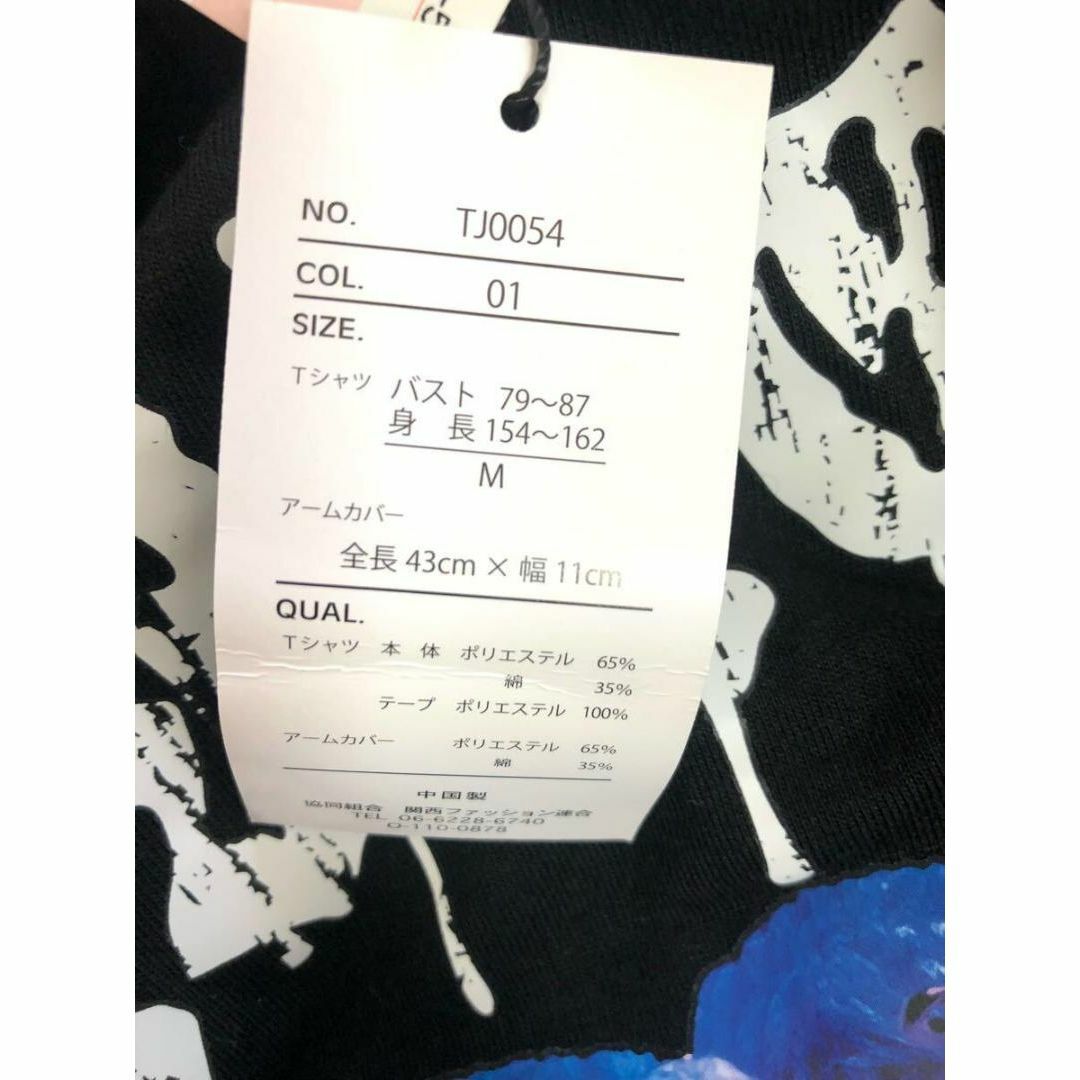 NO. TJ0054
COL. 01
SIZE.
Tシャツ バスト 79〜87
身 長 154〜162
M
アームカバー
全長 43cm × 幅 11cm
QUAL.
Tシャツ 本 体 ポリエステル 65%
綿 35%
テープ ポリエステル 100%
アームカバー ポリエステル 65%
綿 35%
中国製
協同組合 関西ファッション連合
TEL 06-6228-6740
O-110-0878